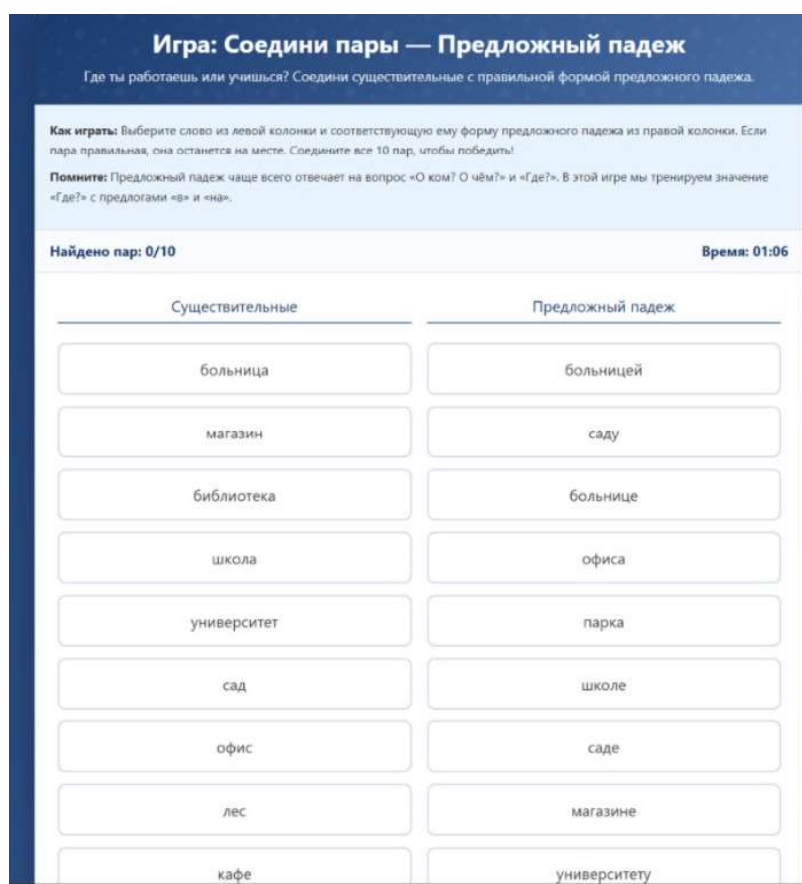 Игра: Соедини пары — Предложный падеж
Где ты работаешь или учишься? Соедини существительные с правильной формой предложного падежа.
Как играть: Выберите слово из левой колонки и соответствующую ему форму предложного падежа из правой колонки. Если
пара правильная, она останется на месте. Соедините все 10 пар, чтобы победить!
Помните: Предложный падеж чаще всего отвечает на вопрос «О ком? О чём?» и «Где?». В этой игре мы тренируем значение
«Где?» с предлогами «в» и «на».
Найдено пар: 0/10 Время: 01:06
Существительные Предложный падеж
больница больницей
магазин саду
библиотека больнице
школа офиса
университет парка
сад школе
офис саде
лес магазине
кафе университету